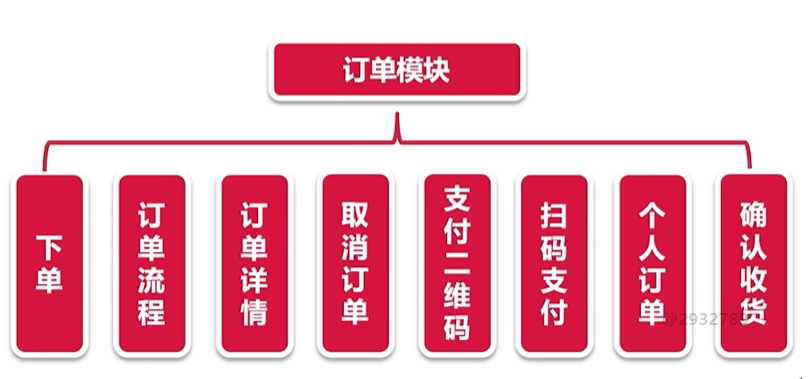 订单模块
下单
订单流程
订单详情
取消订单
支付二维码
扫码支付
个人订单
确认收货